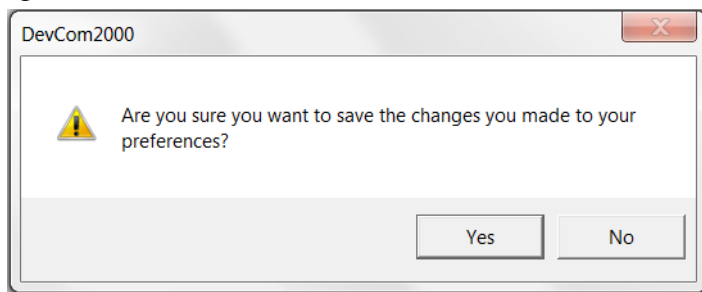 DevCom2000
Are you sure you want to save the changes you made to your
preferences?
Yes
No